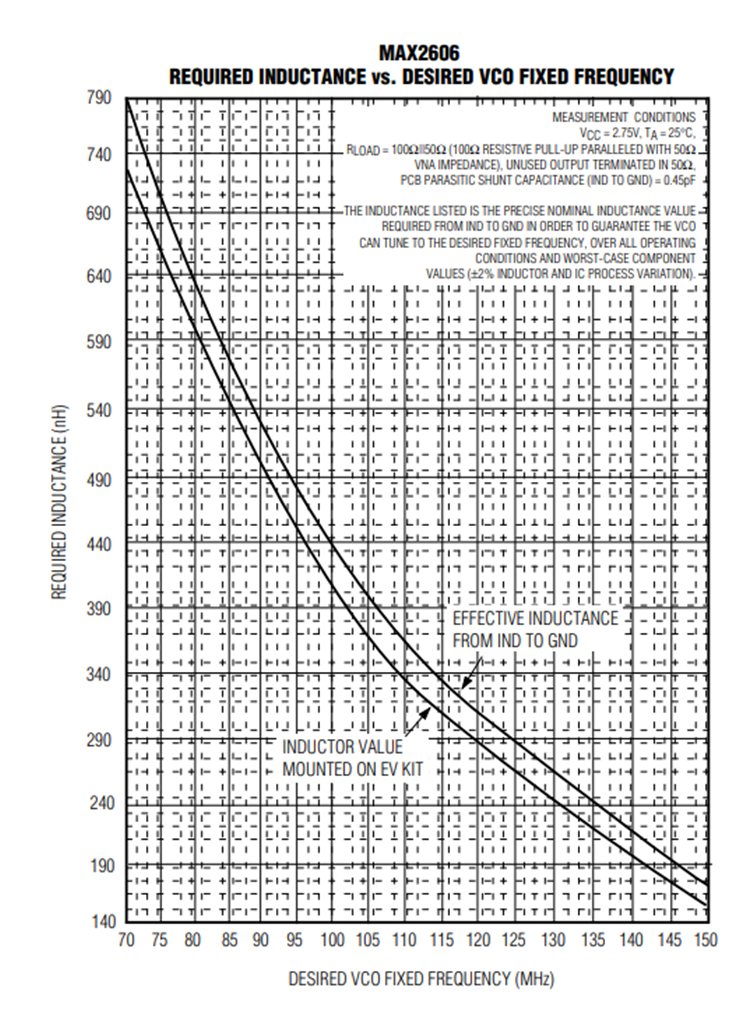 MAX2606
REQUIRED INDUCTANCE vs. DESIRED VCO FIXED FREQUENCY
MEASUREMENT CONDITIONS
VCC = 2.75V, TA = 25°C,
RLOAD = 100Ω||50Ω (100Ω RESISTIVE PULL-UP PARALLELED WITH 50Ω
VNA IMPEDANCE), UNUSED OUTPUT TERMINATED IN 50Ω,
PCB PARASITIC SHUNT CAPACITANCE (IND TO GND) = 0.45pF
THE INDUCTANCE LISTED IS THE PRECISE NOMINAL INDUCTANCE VALUE
REQUIRED FROM IND TO GND IN ORDER TO GUARANTEE THE VCO
CAN TUNE TO THE DESIRED FIXED FREQUENCY, OVER ALL OPERATING
CONDITIONS AND WORST-CASE COMPONENT
VALUES (±2% INDUCTOR AND IC PROCESS VARIATION).
790
740
690
640
590
540
490
440
390
340
290
240
190
140
REQUIRED INDUCTANCE (nH)
EFFECTIVE INDUCTANCE
FROM IND TO GND
INDUCTOR VALUE
MOUNTED ON EV KIT
70 75 80 85 90 95 100 105 110 115 120 125 130 135 140 145 150
DESIRED VCO FIXED FREQUENCY (MHz)